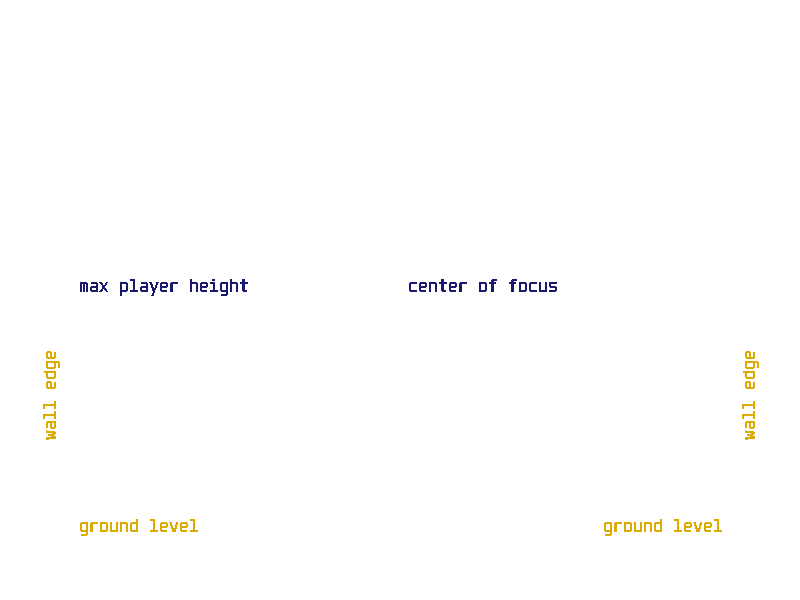 max player height
center of focus
wall edge
wall edge
ground level
ground level